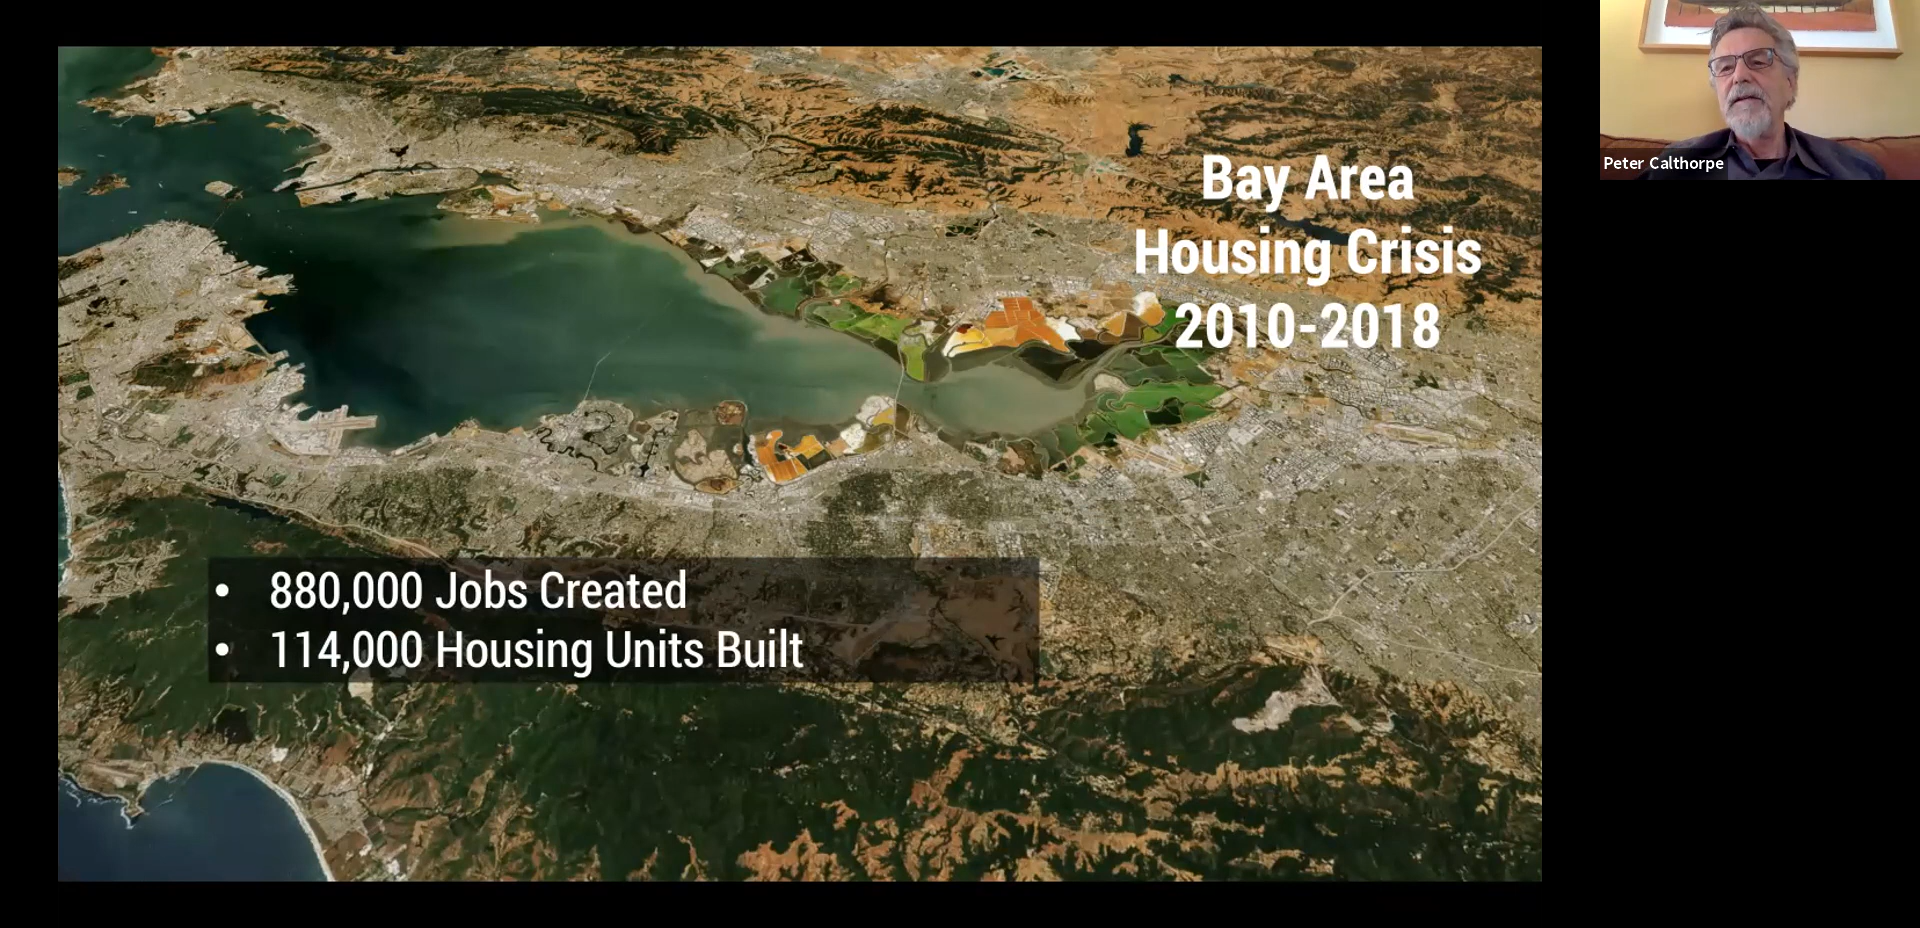 Bay Area
Housing Crisis
2010-2018
• 880,000 Jobs Created
• 114,000 Housing Units Built
Peter Calthorpe